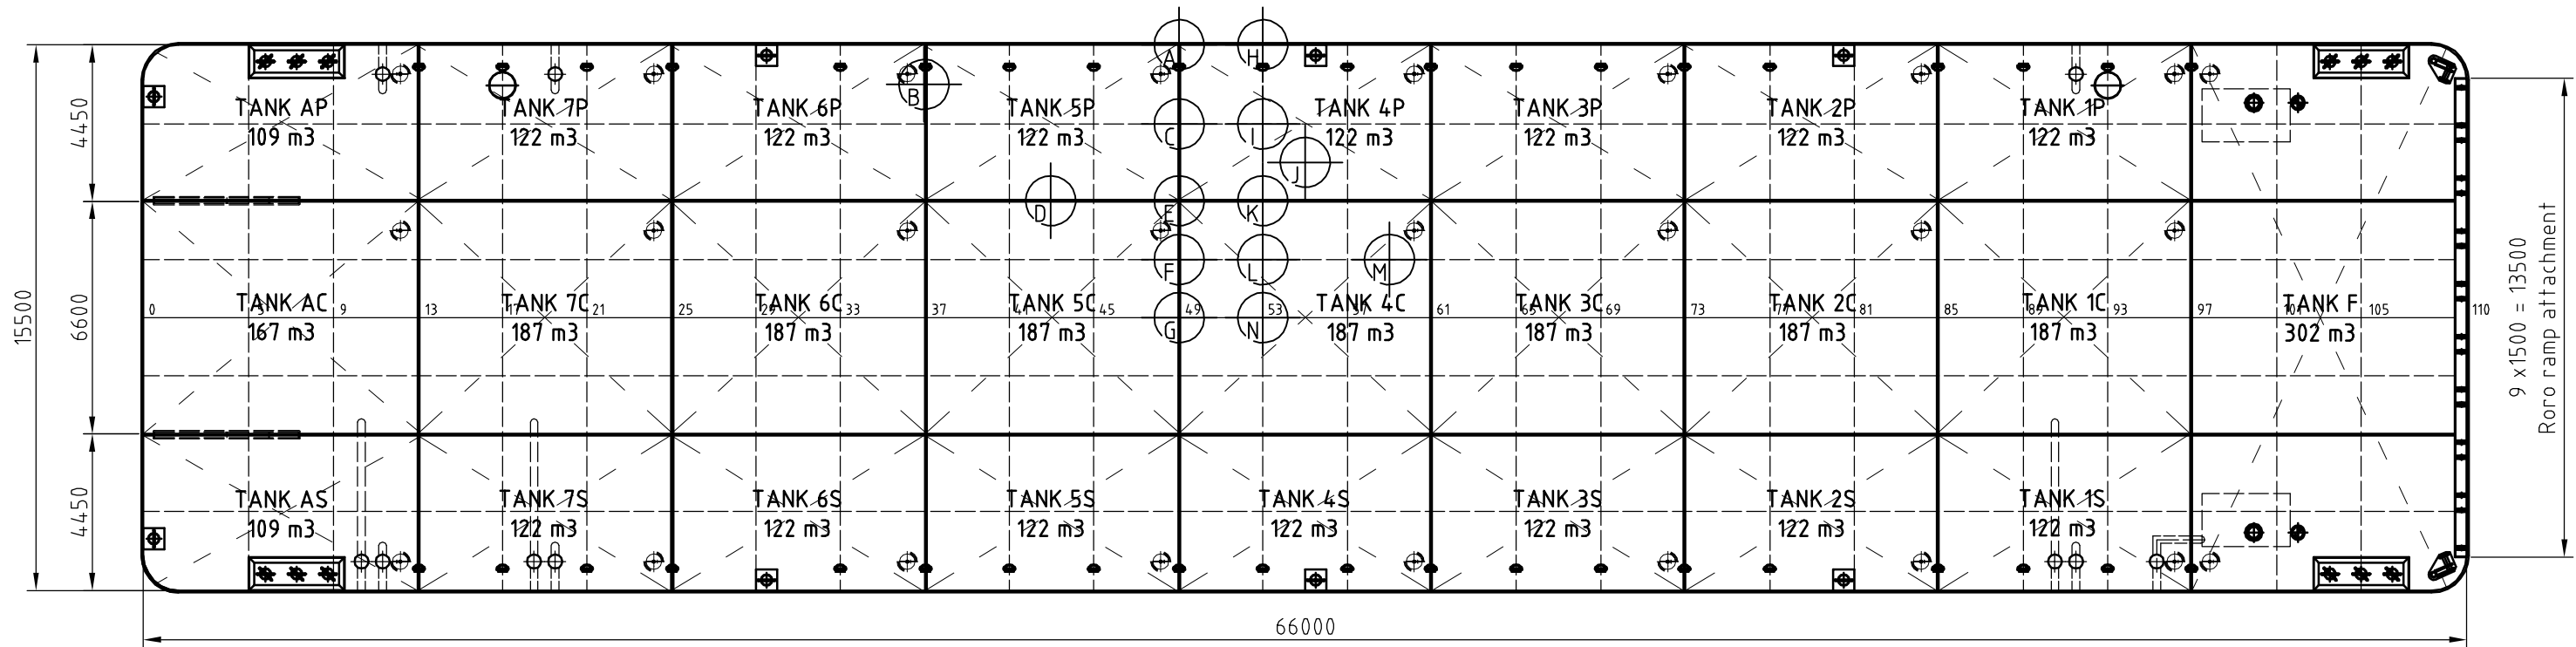 A
H
B
TANK AP
109 m3
TANK 7P
122 m3
TANK 6P
122 m3
TANK 5P
122 m3
C
I
TANK 4P
122 m3
TANK 3P
122 m3
TANK 2P
122 m3
TANK 1P
122 m3
4450
J
D
E
K
F
L
M
15500
6600
TANK AC
167 m3
TANK 7C
187 m3
TANK 6C
187 m3
TANK 5C
187 m3
G
N
TANK 4C
187 m3
TANK 3C
187 m3
TANK 2C
187 m3
TANK 1C
187 m3
TANK F
302 m3
0 5 9 13 17 21 25 29 33 37 41 45 49 53 57 61 65 69 73 77 81 85 89 93 97 101 105 110
9 x1500 = 13500
Roro ramp attachment
4450
TANK AS
109 m3
TANK 7S
122 m3
TANK 6S
122 m3
TANK 5S
122 m3
TANK 4S
122 m3
TANK 3S
122 m3
TANK 2S
122 m3
TANK 1S
122 m3
66000